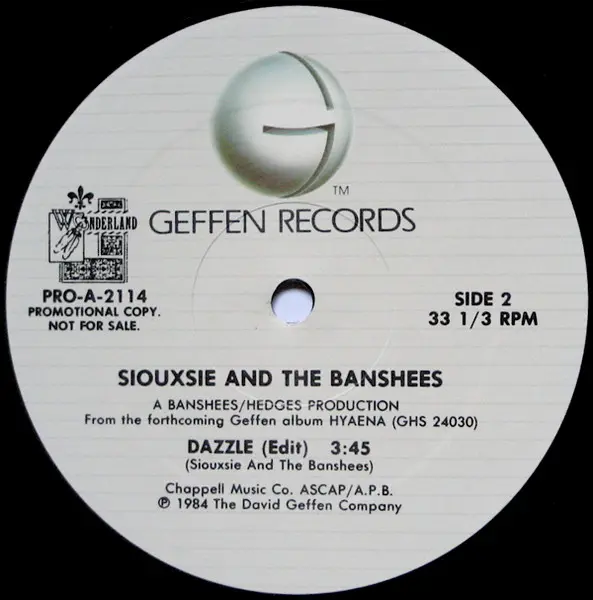 TM
GEFFEN RECORDS
WONDERLAND
PRO-A-2114
PROMOTIONAL COPY.
NOT FOR SALE.
SIDE 2
33 1/3 RPM
SIOUXSIE AND THE BANSHEES
A BANSHEES/HEDGES PRODUCTION
From the forthcoming Geffen album HYAENA (GHS 24030)
DAZZLE (Edit) 3:45
(Siouxsie And The Banshees)
Chappell Music Co. ASCAP/A.P.B.
℗ 1984 The David Geffen Company